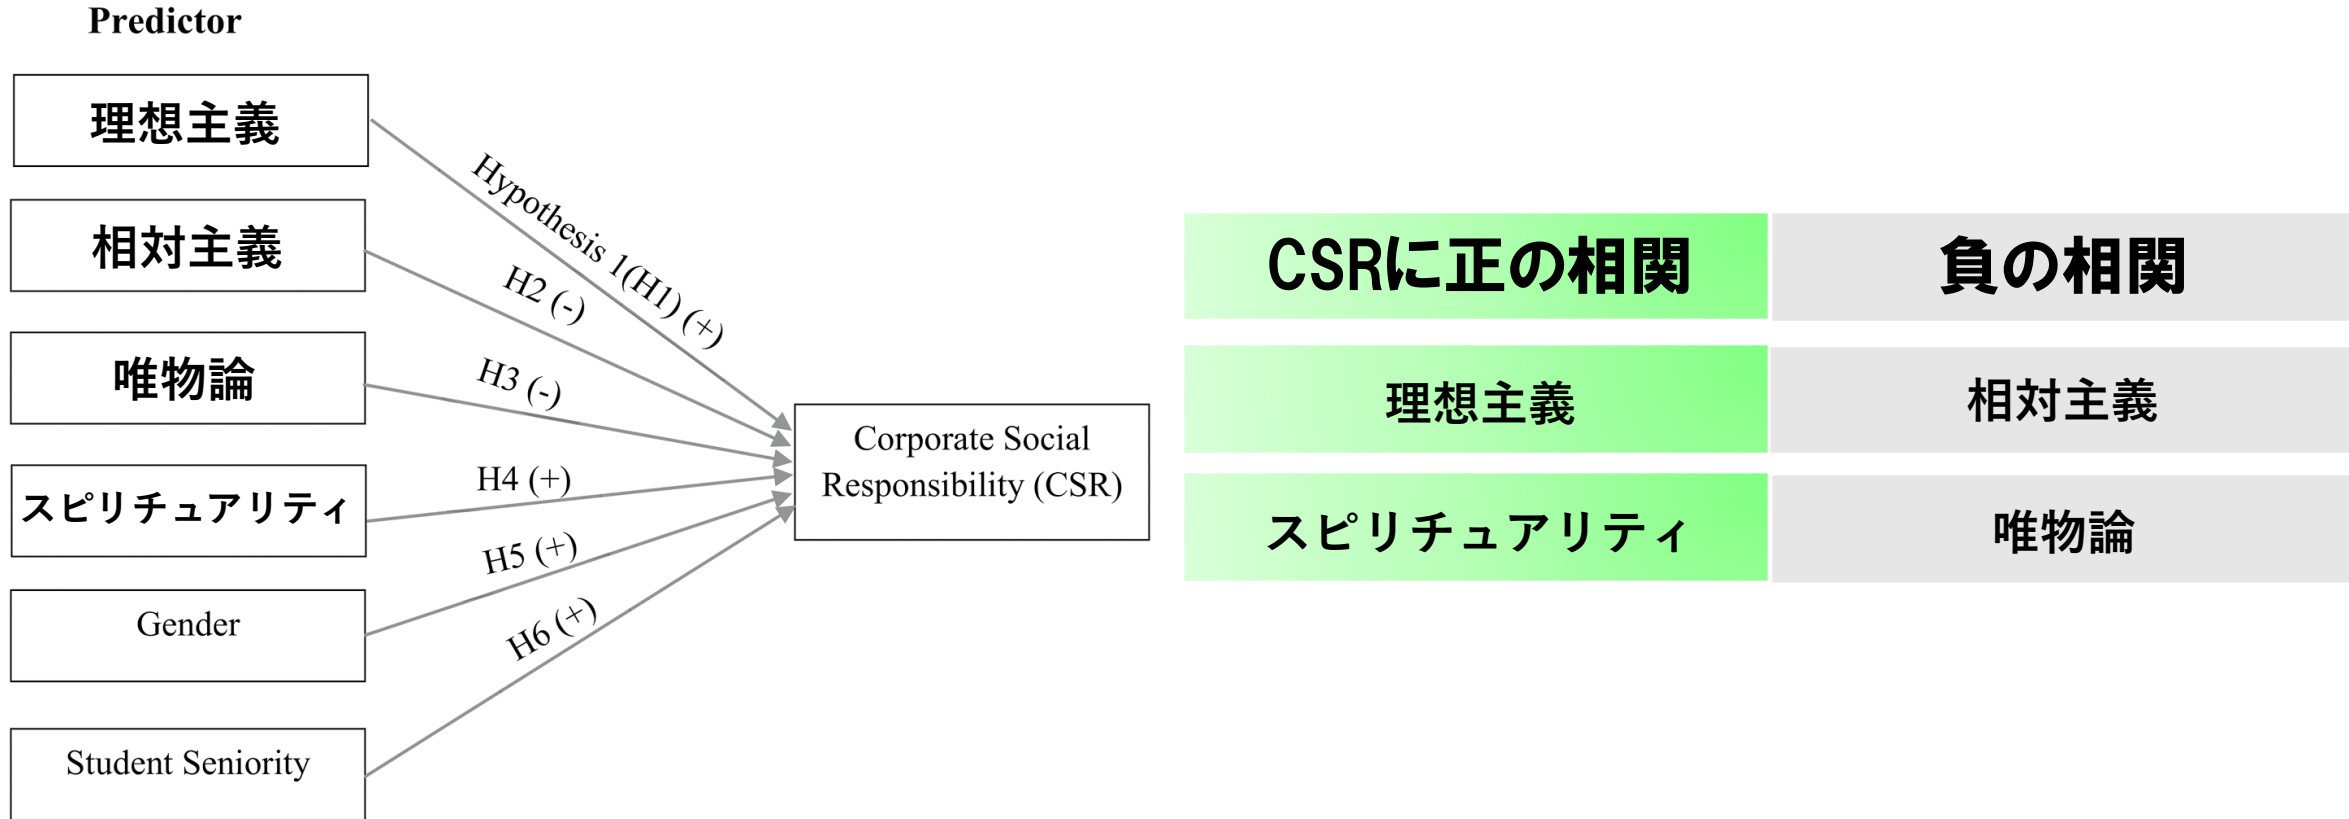 Predictor
理想主義
相対主義
唯物論
スピリチュアリティ
Gender
Student Seniority
Hypothesis 1(H1) (+)
H2 (-)
H3 (-)
H4 (+)
H5 (+)
H6 (+)
Corporate Social
Responsibility (CSR)
CSRに正の相関
負の相関
理想主義
相対主義
スピリチュアリティ
唯物論